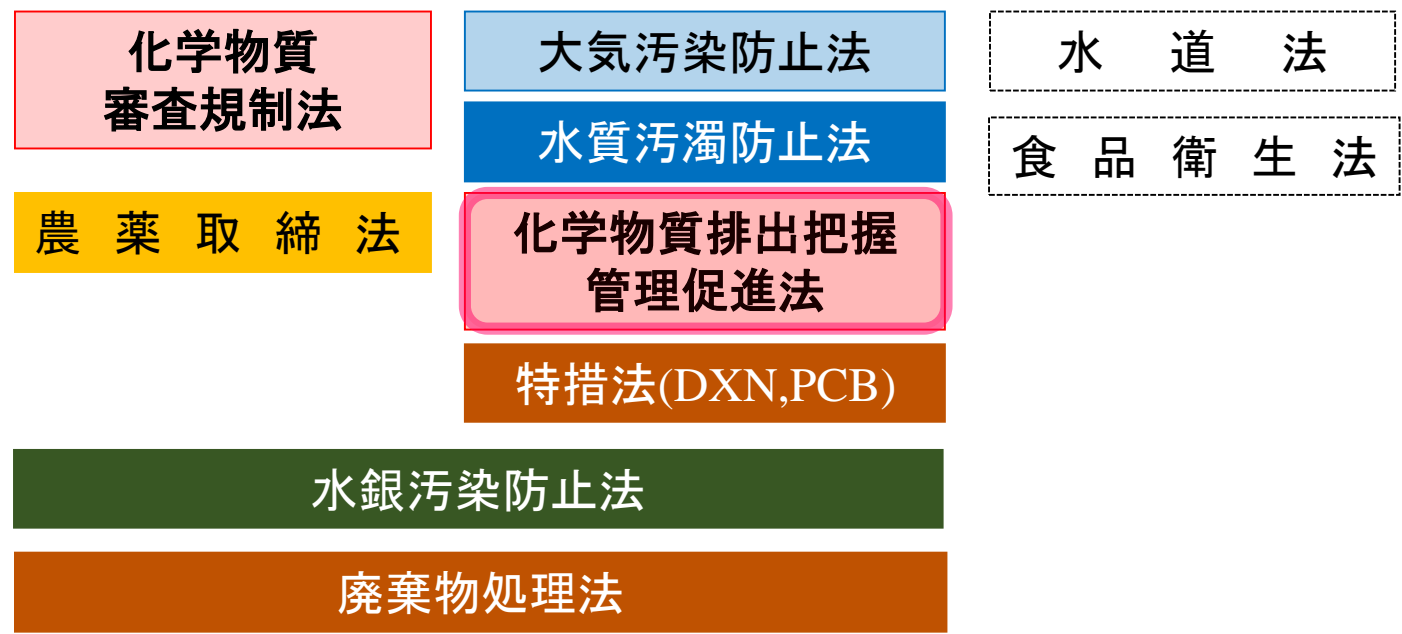 化学物質
審査規制法
農薬取締法
大気汚染防止法
水質汚濁防止法
化学物質排出把握
管理促進法
特措法(DXN,PCB)
水道法
食品衛生法
水銀汚染防止法
廃棄物処理法